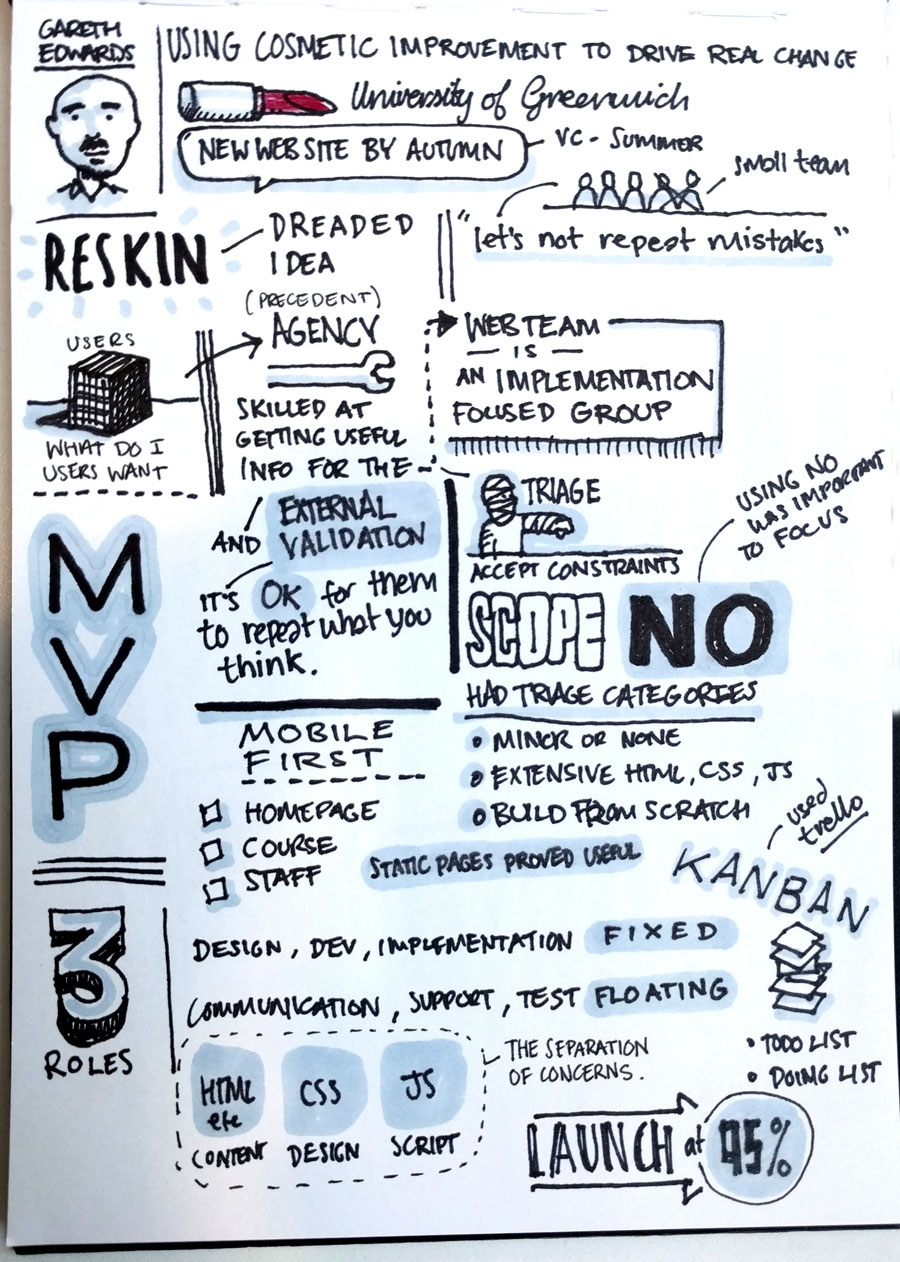 GARETH
EDWARDS
USING COSMETIC IMPROVEMENT TO DRIVE REAL CHANGE
University of Greenwich
NEW WEBSITE BY AUTUMN
VC - SUMMER
small team
"let's not repeat mistakes"
RESKIN
DREADED
IDEA
(PRECEDENT)
AGENCY
USERS
WHAT DO I
USERS WANT
SKILLED AT
GETTING USEFUL
INFO FOR THE
WEB TEAM
IS
AN IMPLEMENTATION
FOCUSED GROUP
AND EXTERNAL
VALIDATION
IT'S OK for them
to repeat what you
think.
TRIAGE
ACCEPT CONSTRAINTS
SCOPE NO
USING NO
WAS IMPORTANT
TO FOCUS
MVP
HAD TRIAGE CATEGORIES
MINOR OR NONE
EXTENSIVE HTML, CSS, JS
BUILD FROM SCRATCH
MOBILE
FIRST
HOMEPAGE
COURSE
STAFF
STATIC PAGES PROVED USEFUL
used
trello
KANBAN
TODO LIST
DOING LIST
3
ROLES
DESIGN, DEV, IMPLEMENTATION FIXED
COMMUNICATION, SUPPORT, TEST FLOATING
HTML
etc
CSS
JS
CONTENT DESIGN SCRIPT
THE SEPARATION
OF CONCERNS.
LAUNCH at 95%